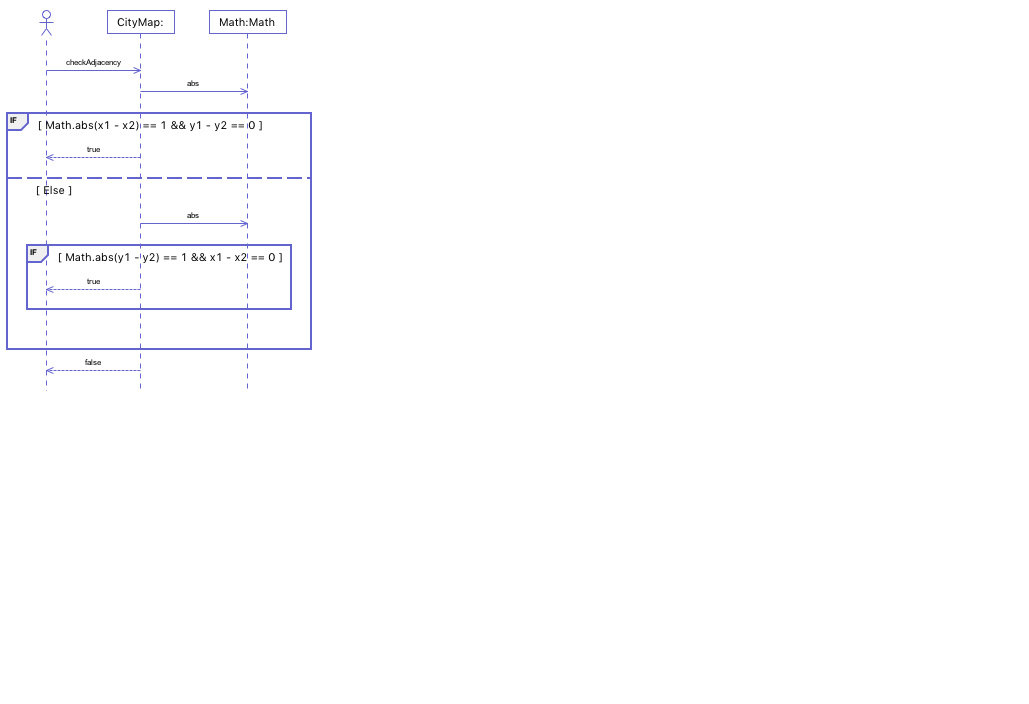 CityMap:
Math:Math
checkAdjacency
abs
IF
[ Math.abs(x1 - x2) == 1 && y1 - y2 == 0 ]
true
[ Else ]
abs
IF
[ Math.abs(y1 - y2) == 1 && x1 - x2 == 0 ]
true
false